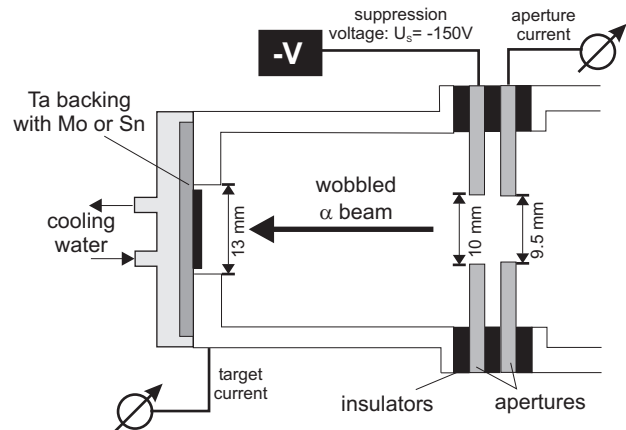 suppression
voltage: Us= -150V
aperture
current
-V
Ta backing
with Mo or Sn
wobbled
α beam
cooling
water
13 mm
10 mm
9.5 mm
target
current
insulators
apertures